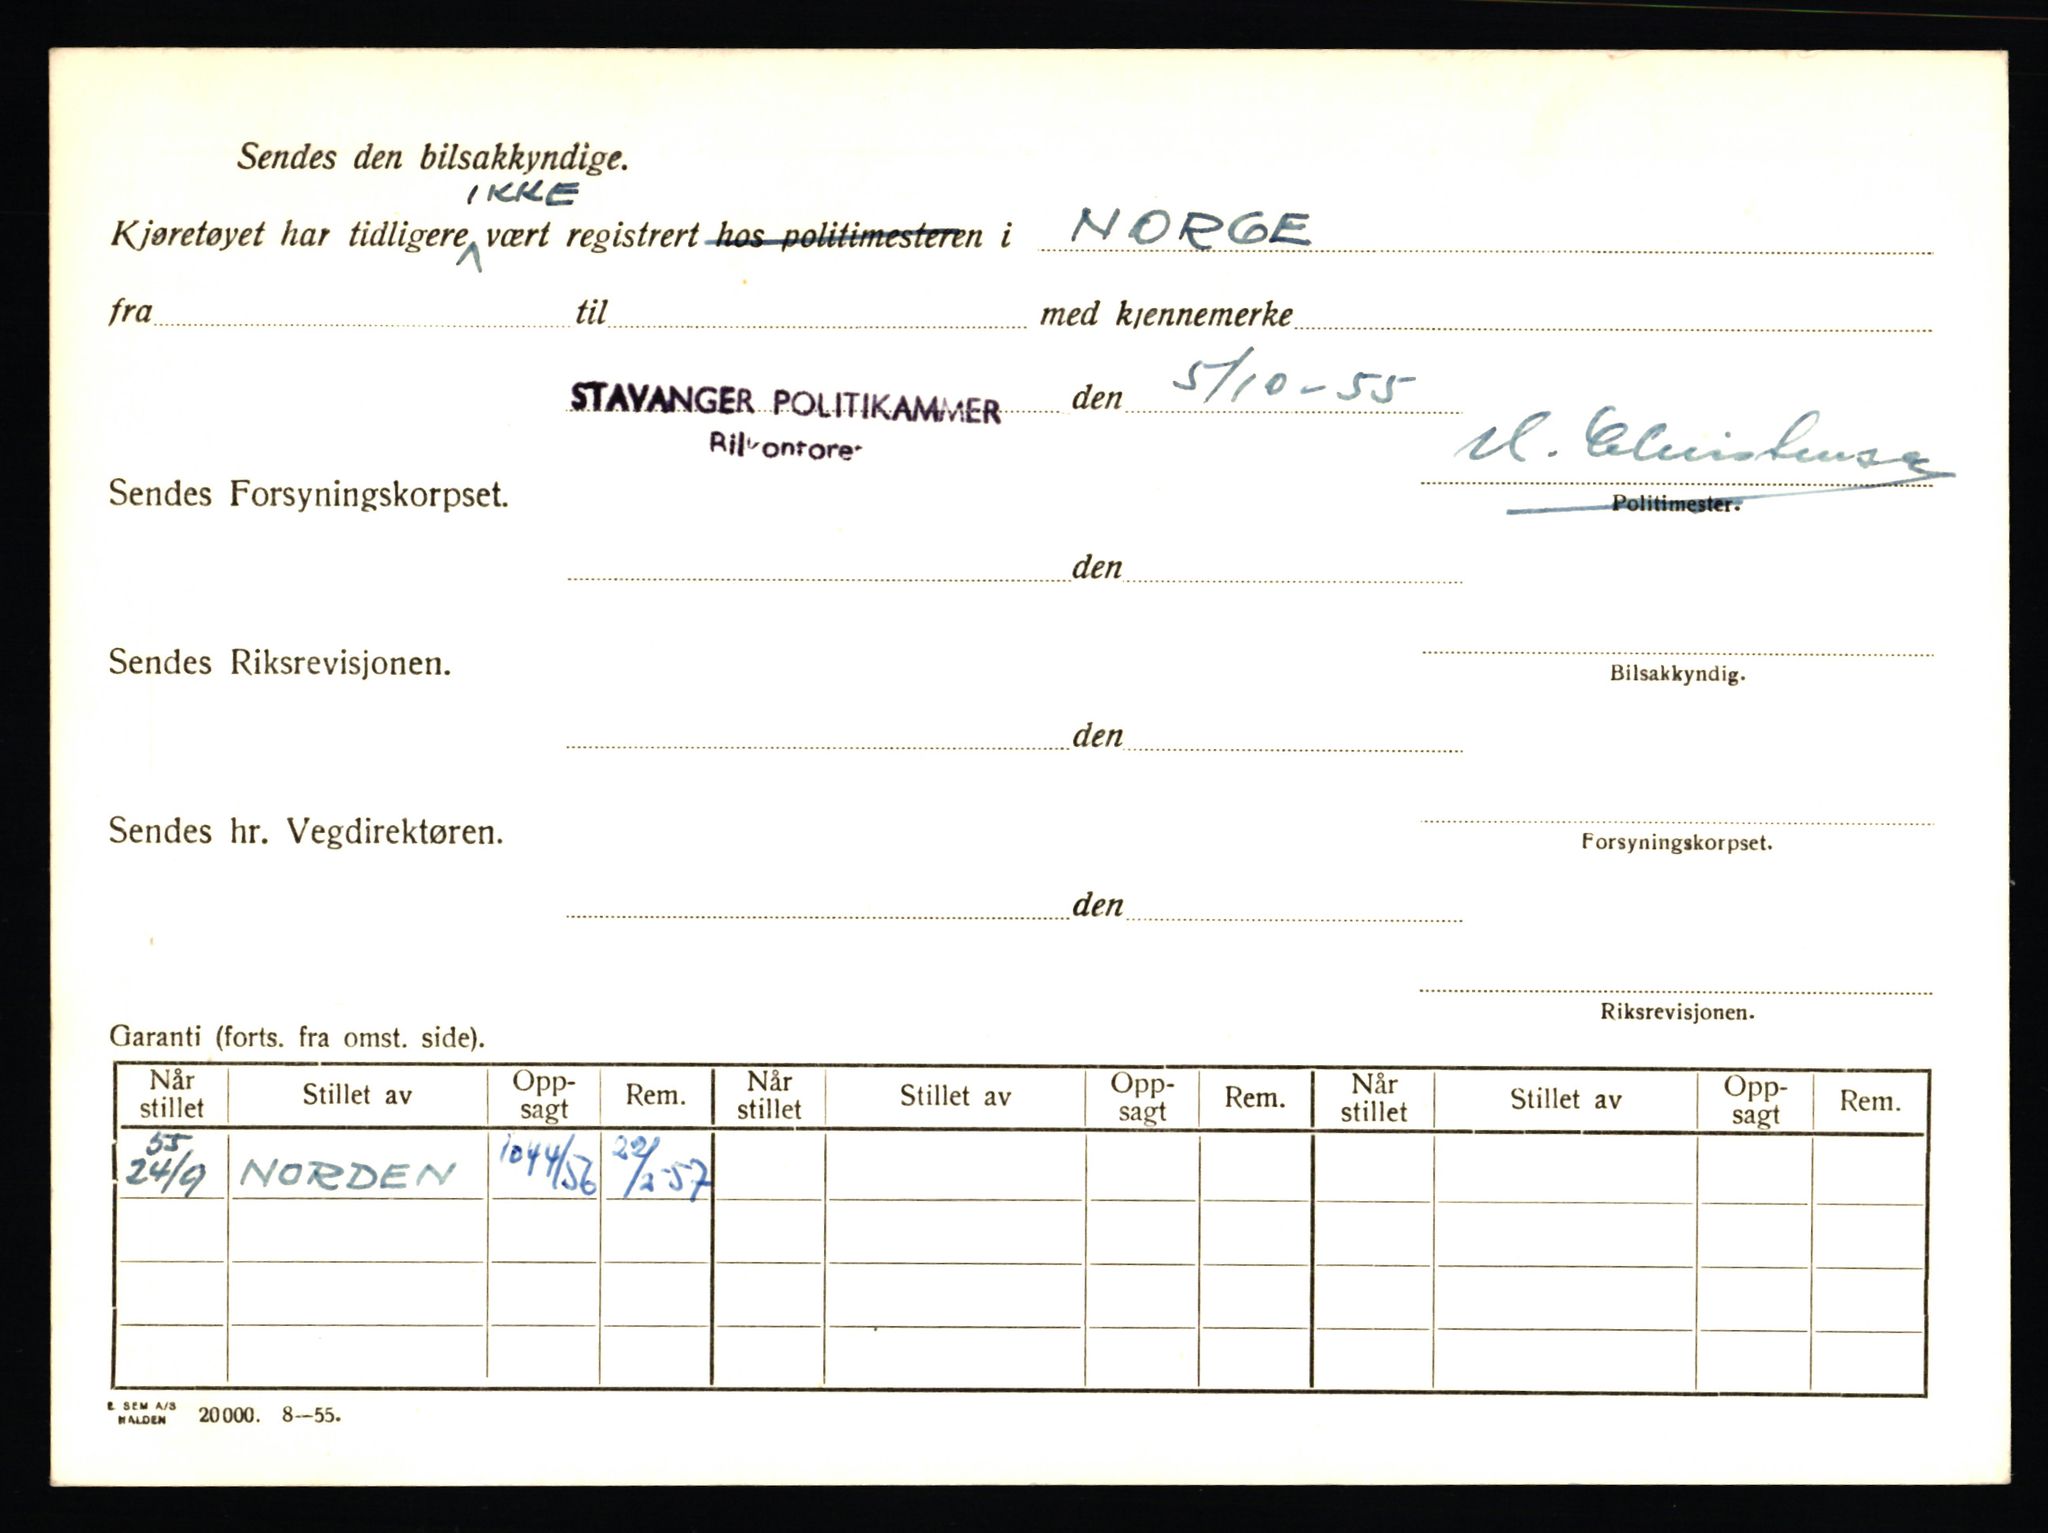 Sendes den bilsakkyndige.
IKKE
Kjøretøyet har tidligere vært registrert hos politimesteren i NORGE
fra til med kjennemerke
STAVANGER POLITIKAMMER den 5/10-55
Bilkontoret
Sendes Forsyningskorpset.
Politimester.
den
Sendes Riksrevisjonen.
Bilsakkyndig.
den
Sendes hr. Vegdirektøren.
Forsyningskorpset.
den
Riksrevisjonen.
Garanti (forts. fra omst. side).
Når stillet Stillet av Opp-sagt Rem. Når stillet Stillet av Opp-sagt Rem. Når stillet Stillet av Opp-sagt Rem.
55
24/9 NORDEN 1044/56 22/2-57
E. SEM A/S
HALDEN 20000. 8--55.